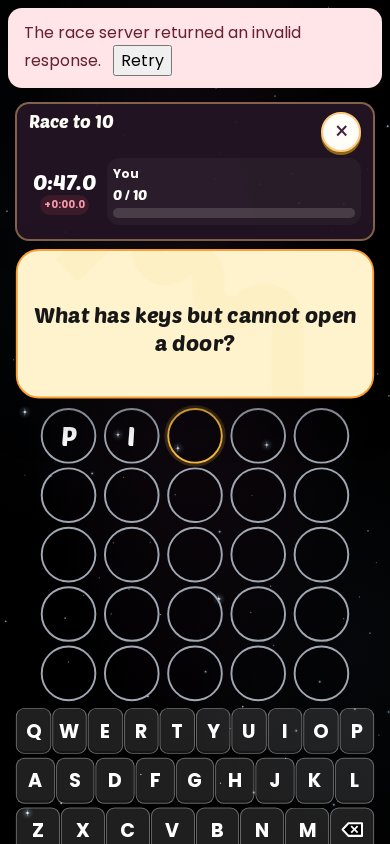 The race server returned an invalid
response. Retry
Race to 10
×
0:47.0
+0:00.0
You
0 / 10
What has keys but cannot open
a door?
P I
Q W E R T Y U I O P
A S D F G H J K L
Z X C V B N M